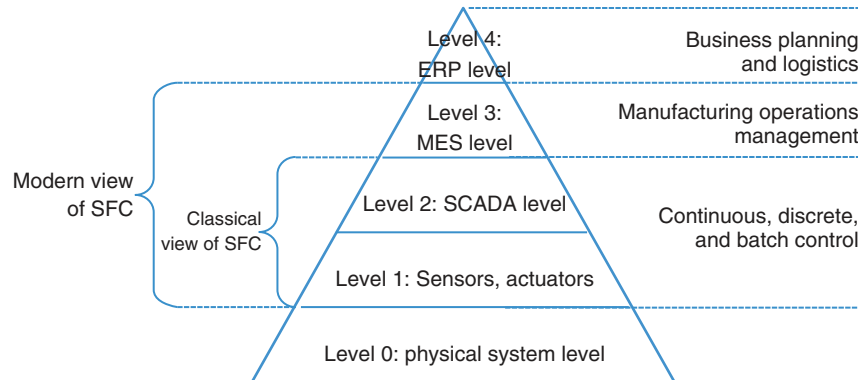 Level 4:
ERP level
Business planning
and logistics
Level 3:
MES level
Manufacturing operations
management
Modern view
of SFC
Classical
view of SFC
Level 2: SCADA level
Continuous, discrete,
and batch control
Level 1: Sensors, actuators
Level 0: physical system level